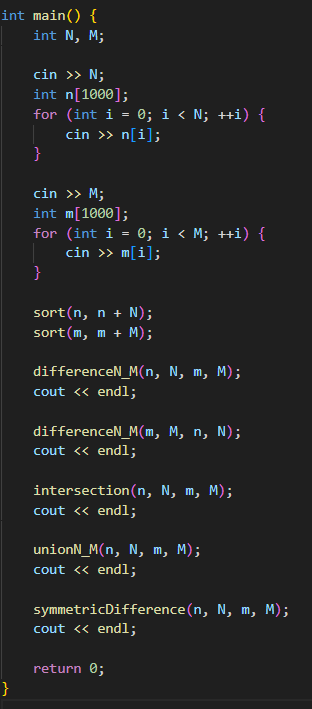 int main() {
    int N, M;

    cin >> N;
    int n[1000];
    for (int i = 0; i < N; ++i) {
        cin >> n[i];
    }

    cin >> M;
    int m[1000];
    for (int i = 0; i < M; ++i) {
        cin >> m[i];
    }

    sort(n, n + N);
    sort(m, m + M);

    differenceN_M(n, N, m, M);
    cout << endl;

    differenceN_M(m, M, n, N);
    cout << endl;

    intersection(n, N, m, M);
    cout << endl;

    unionN_M(n, N, m, M);
    cout << endl;

    symmetricDifference(n, N, m, M);
    cout << endl;

    return 0;
}